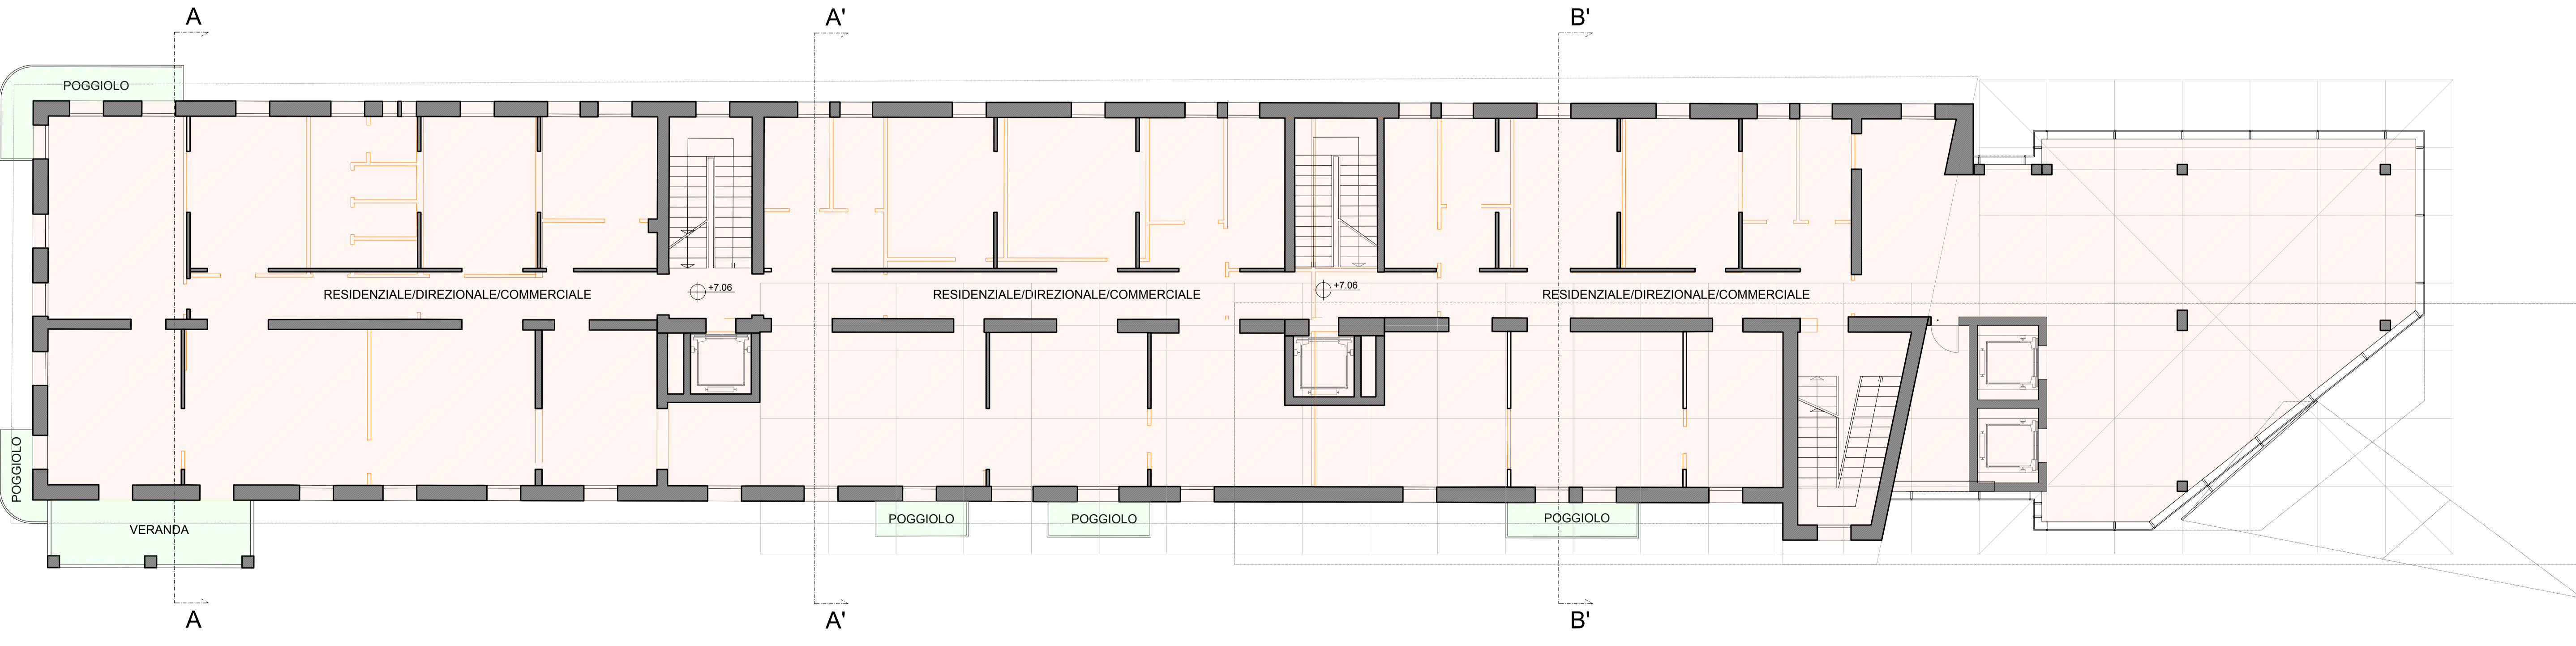 A
A'
B'
POGGIOLO
RESIDENZIALE/DIREZIONALE/COMMERCIALE
+7.06
RESIDENZIALE/DIREZIONALE/COMMERCIALE
+7.06
RESIDENZIALE/DIREZIONALE/COMMERCIALE
POGGIOLO
VERANDA
POGGIOLO
POGGIOLO
POGGIOLO
A
A'
B'